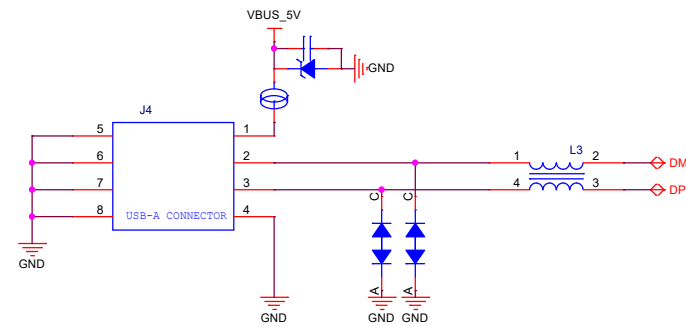 VBUS_5V
GND
J4
5 1
6 2
7 3
8 USB-A CONNECTOR 4
L3
1 2
4 3
DM
DP
C C
A A
GND
GND
GND GND